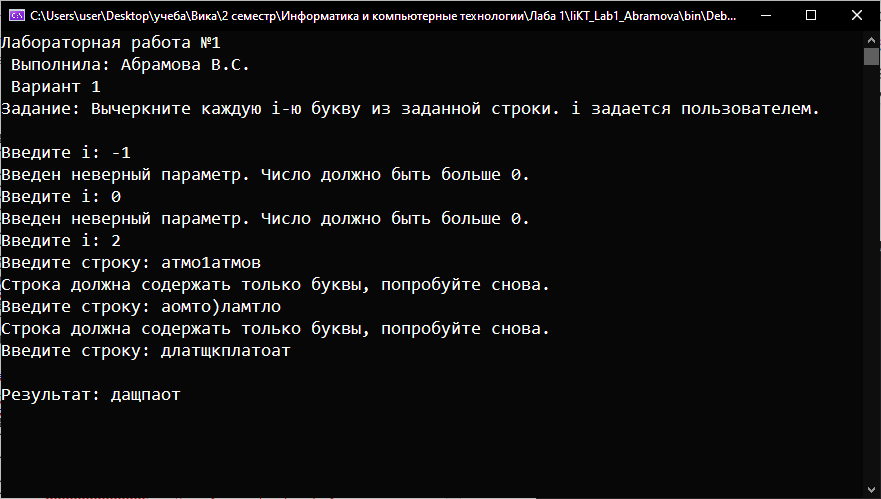 C:\Users\user\Desktop\учеба\Вика\2 семестр\Информатика и компьютерные технологии\Лаба 1\IiKT_Lab1_Abramova\bin\Deb...
Лабораторная работа №1
Выполнила: Абрамова В.С.
Вариант 1
Задание: Вычеркните каждую i-ю букву из заданной строки. i задается пользователем.
Введите i: -1
Введен неверный параметр. Число должно быть больше 0.
Введите i: 0
Введен неверный параметр. Число должно быть больше 0.
Введите i: 2
Введите строку: атмо1атмов
Строка должна содержать только буквы, попробуйте снова.
Введите строку: аомто)ламтло
Строка должна содержать только буквы, попробуйте снова.
Введите строку: длатщкплатоат
Результат: дащпаот